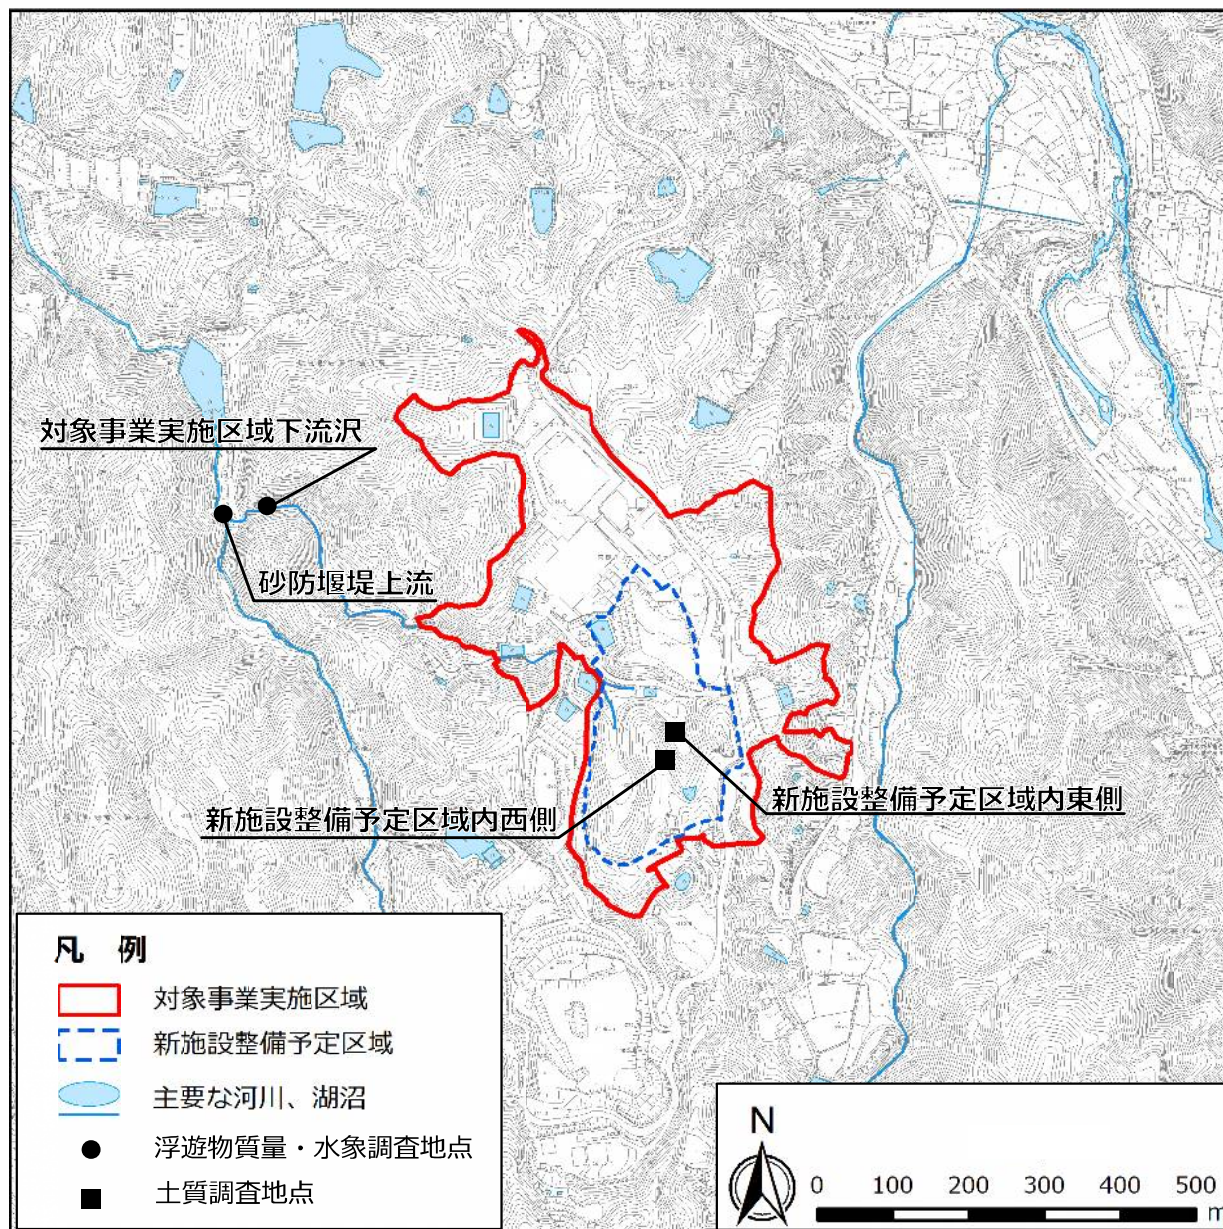 対象事業実施区域下流沢
砂防堰堤上流
新施設整備予定区域内東側
新施設整備予定区域内西側
凡 例
対象事業実施区域
新施設整備予定区域
主要な河川、湖沼
浮遊物質量・水象調査地点
土質調査地点
N
0 100 200 300 400 500
m